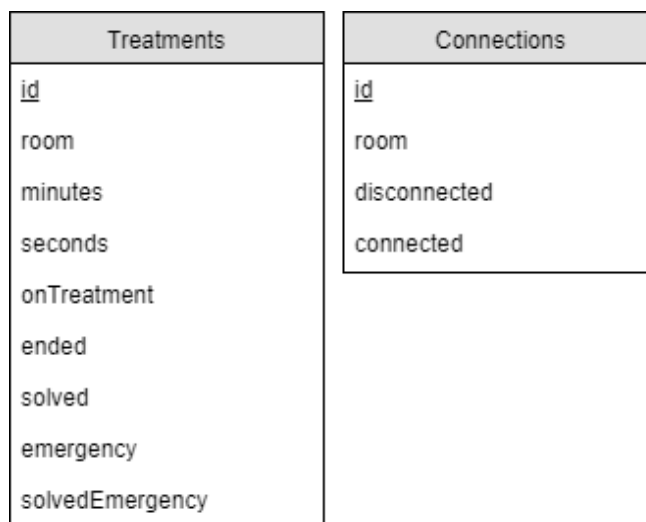 Treatments
id
room
minutes
seconds
onTreatment
ended
solved
emergency
solvedEmergency
Connections
id
room
disconnected
connected